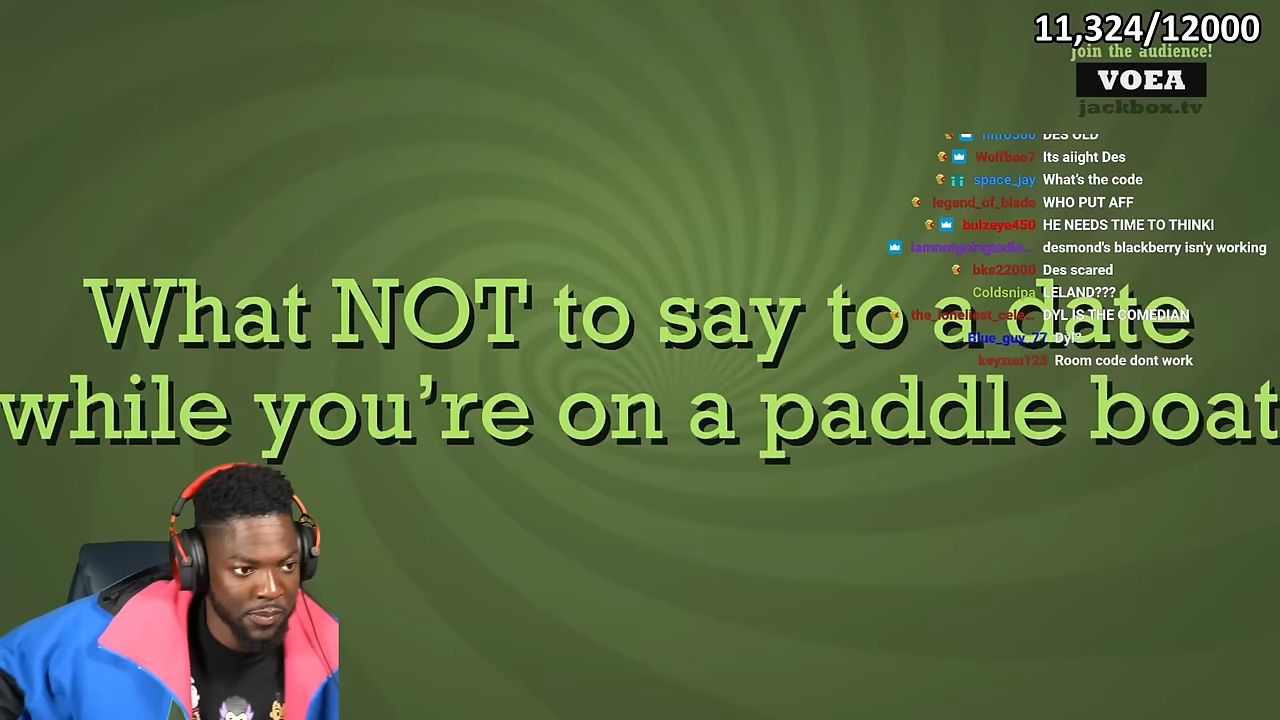 11,324/12000
join the audience!
VOEA
jackbox.tv
nitro360 DES OLD
Wolfbeo7 Its aiight Des
space_jay What's the code
legend_of_blade WHO PUT AFF
bulzeye450 HE NEEDS TIME TO THINK!
Iamnotgoingtodie... desmond's blackberry isn'y working
bks22000 Des scared
Coldsnipa LELAND???
the_loneliest_cele... DYL IS THE COMEDIAN
Blue_guy_77 Dyl?
keyzuu123 Room code dont work
What NOT to say to a date
while you're on a paddle boat